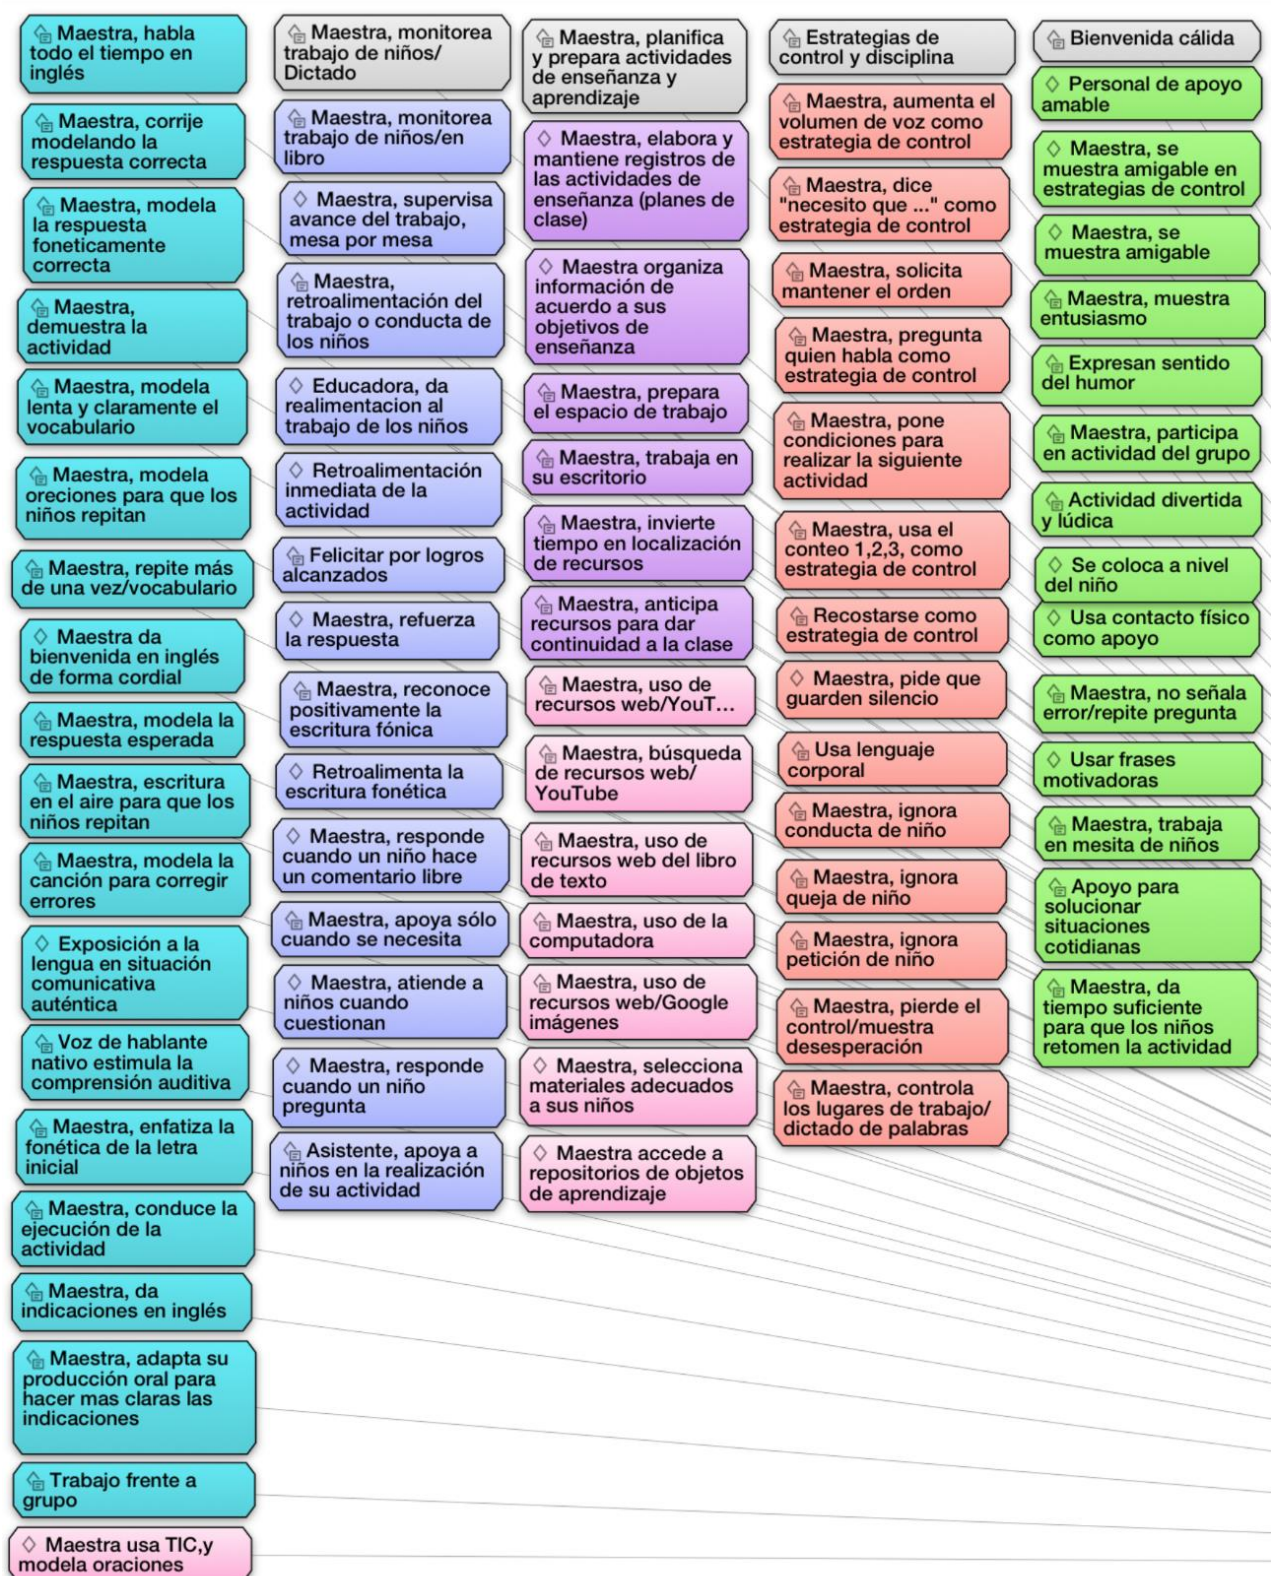 Maestra, habla
todo el tiempo en
inglés
Maestra, corrije
modelando la
respuesta correcta
Maestra, modela
la respuesta
foneticamente
correcta
Maestra,
demuestra la
actividad
Maestra, modela
lenta y claramente el
vocabulario
Maestra, modela
oreciones para que los
niños repitan
Maestra, repite más
de una vez/vocabulario
Maestra da
bienvenida en inglés
de forma cordial
Maestra, modela la
respuesta esperada
Maestra, escritura
en el aire para que los
niños repitan
Maestra, modela la
canción para corregir
errores
Exposición a la
lengua en situación
comunicativa
auténtica
Voz de hablante
nativo estimula la
comprensión auditiva
Maestra, enfatiza la
fonética de la letra
inicial
Maestra, conduce la
ejecución de la
actividad
Maestra, da
indicaciones en inglés
Maestra, adapta su
producción oral para
hacer mas claras las
indicaciones
Trabajo frente a
grupo
Maestra usa TIC,y
modela oraciones
Maestra, monitorea
trabajo de niños/
Dictado
Maestra, monitorea
trabajo de niños/en
libro
Maestra, supervisa
avance del trabajo,
mesa por mesa
Maestra,
retroalimentación del
trabajo o conducta de
los niños
Educadora, da
realimentacion al
trabajo de los niños
Retroalimentación
inmediata de la
actividad
Felicitar por logros
alcanzados
Maestra, refuerza
la respuesta
Maestra, reconoce
positivamente la
escritura fónica
Retroalimenta la
escritura fonética
Maestra, responde
cuando un niño hace
un comentario libre
Maestra, apoya sólo
cuando se necesita
Maestra, atiende a
niños cuando
cuestionan
Maestra, responde
cuando un niño
pregunta
Asistente, apoya a
niños en la realización
de su actividad
Maestra, planifica
y prepara actividades
de enseñanza y
aprendizaje
Maestra, elabora y
mantiene registros de
las actividades de
enseñanza (planes de
clase)
Maestra organiza
información de
acuerdo a sus
objetivos de
enseñanza
Maestra, prepara
el espacio de trabajo
Maestra, trabaja en
su escritorio
Maestra, invierte
tiempo en localización
de recursos
Maestra, anticipa
recursos para dar
continuidad a la clase
Maestra, uso de
recursos web/YouT...
Maestra, búsqueda
de recursos web/
YouTube
Maestra, uso de
recursos web del libro
de texto
Maestra, uso de la
computadora
Maestra, uso de
recursos web/Google
imágenes
Maestra, selecciona
materiales adecuados
a sus niños
Maestra accede a
repositorios de objetos
de aprendizaje
Estrategias de
control y disciplina
Maestra, aumenta el
volumen de voz como
estrategia de control
Maestra, dice
"necesito que ..." como
estrategia de control
Maestra, solicita
mantener el orden
Maestra, pregunta
quien habla como
estrategia de control
Maestra, pone
condiciones para
realizar la siguiente
actividad
Maestra, usa el
conteo 1,2,3, como
estrategia de control
Recostarse como
estrategia de control
Maestra, pide que
guarden silencio
Usa lenguaje
corporal
Maestra, ignora
conducta de niño
Maestra, ignora
queja de niño
Maestra, ignora
petición de niño
Maestra, pierde el
control/muestra
desesperación
Maestra, controla
los lugares de trabajo/
dictado de palabras
Bienvenida cálida
Personal de apoyo
amable
Maestra, se
muestra amigable en
estrategias de control
Maestra, se
muestra amigable
Maestra, muestra
entusiasmo
Expresan sentido
del humor
Maestra, participa
en actividad del grupo
Actividad divertida
y lúdica
Se coloca a nivel
del niño
Usa contacto físico
como apoyo
Maestra, no señala
error/repite pregunta
Usar frases
motivadoras
Maestra, trabaja
en mesita de niños
Apoyo para
solucionar
situaciones
cotidianas
Maestra, da
tiempo suficiente
para que los niños
retomen la actividad